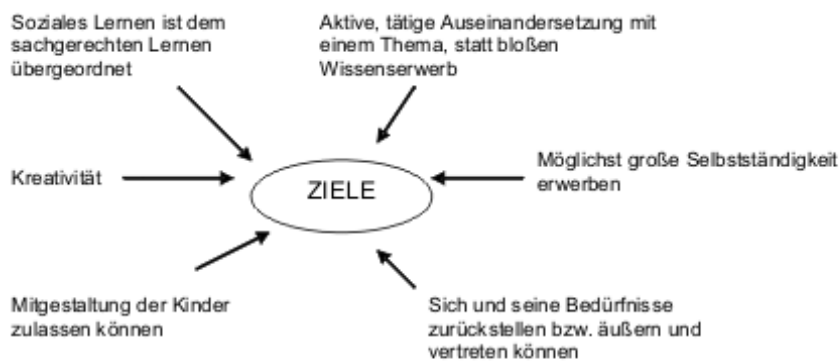 Soziales Lernen ist dem
sachgerechten Lernen
übergeordnet
Aktive, tätige Auseinandersetzung mit
einem Thema, statt bloßen
Wissenserwerb
Kreativität
ZIELE
Möglichst große Selbstständigkeit
erwerben
Mitgestaltung der Kinder
zulassen können
Sich und seine Bedürfnisse
zurückstellen bzw. äußern und
vertreten können